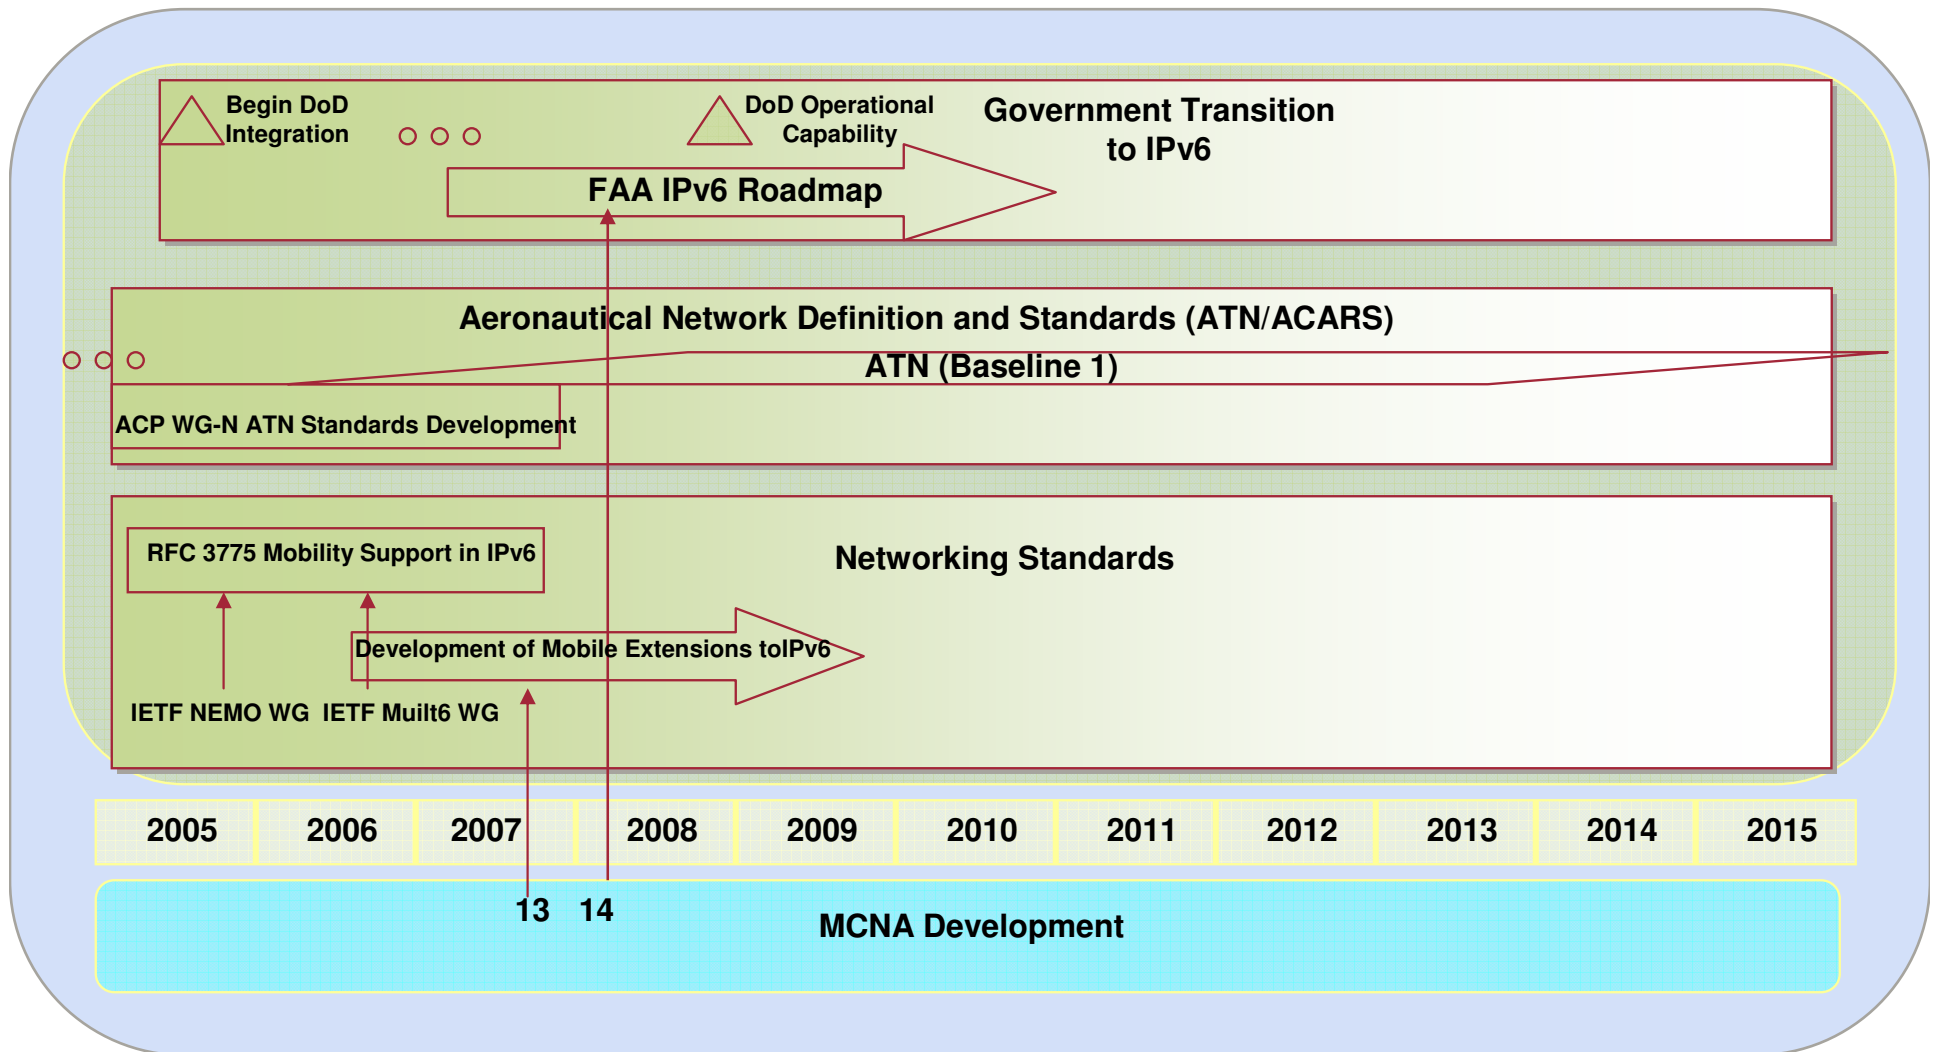 Begin DoD
Integration
DoD Operational
Capability
Government Transition
to IPv6
FAA IPv6 Roadmap
Aeronautical Network Definition and Standards (ATN/ACARS)
ATN (Baseline 1)
ACP WG-N ATN Standards Development
RFC 3775 Mobility Support in IPv6
Networking Standards
Development of Mobile Extensions toIPv6
IETF NEMO WG
IETF Muilt6 WG
2005
2006
2007
2008
2009
2010
2011
2012
2013
2014
2015
13
14
MCNA Development